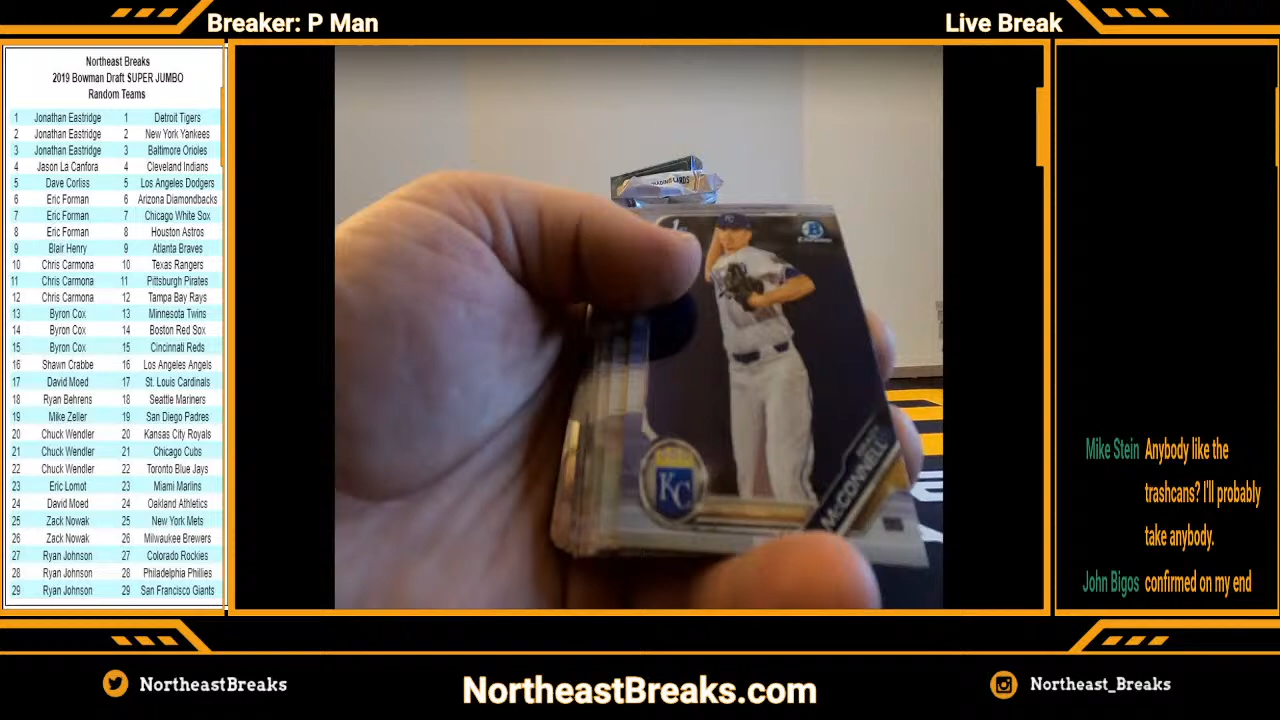 Breaker: P Man
Live Break
Northeast Breaks
2019 Bowman Draft SUPER JUMBO
Random Teams
1 Jonathan Eastridge 1 Detroit Tigers
2 Jonathan Eastridge 2 New York Yankees
3 Jonathan Eastridge 3 Baltimore Orioles
4 Jason La Canfora 4 Cleveland Indians
5 Dave Corliss 5 Los Angeles Dodgers
6 Eric Forman 6 Arizona Diamondbacks
7 Eric Forman 7 Chicago White Sox
8 Eric Forman 8 Houston Astros
9 Blair Henry 9 Atlanta Braves
10 Chris Carmona 10 Texas Rangers
11 Chris Carmona 11 Pittsburgh Pirates
12 Chris Carmona 12 Tampa Bay Rays
13 Byron Cox 13 Minnesota Twins
14 Byron Cox 14 Boston Red Sox
15 Byron Cox 15 Cincinnati Reds
16 Shawn Crabbe 16 Los Angeles Angels
17 David Moed 17 St. Louis Cardinals
18 Ryan Behrens 18 Seattle Mariners
19 Mike Zeller 19 San Diego Padres
20 Chuck Wendler 20 Kansas City Royals
21 Chuck Wendler 21 Chicago Cubs
22 Chuck Wendler 22 Toronto Blue Jays
23 Eric Lomot 23 Miami Marlins
24 David Moed 24 Oakland Athletics
25 Zack Nowak 25 New York Mets
26 Zack Nowak 26 Milwaukee Brewers
27 Ryan Johnson 27 Colorado Rockies
28 Ryan Johnson 28 Philadelphia Phillies
29 Ryan Johnson 29 San Francisco Giants
CARDS
1st
B
KC
KC
McCONNELL
Mike Stein Anybody like the
trashcans? I'll probably
take anybody.
John Bigos confirmed on my end
NortheastBreaks
NortheastBreaks.com
Northeast_Breaks